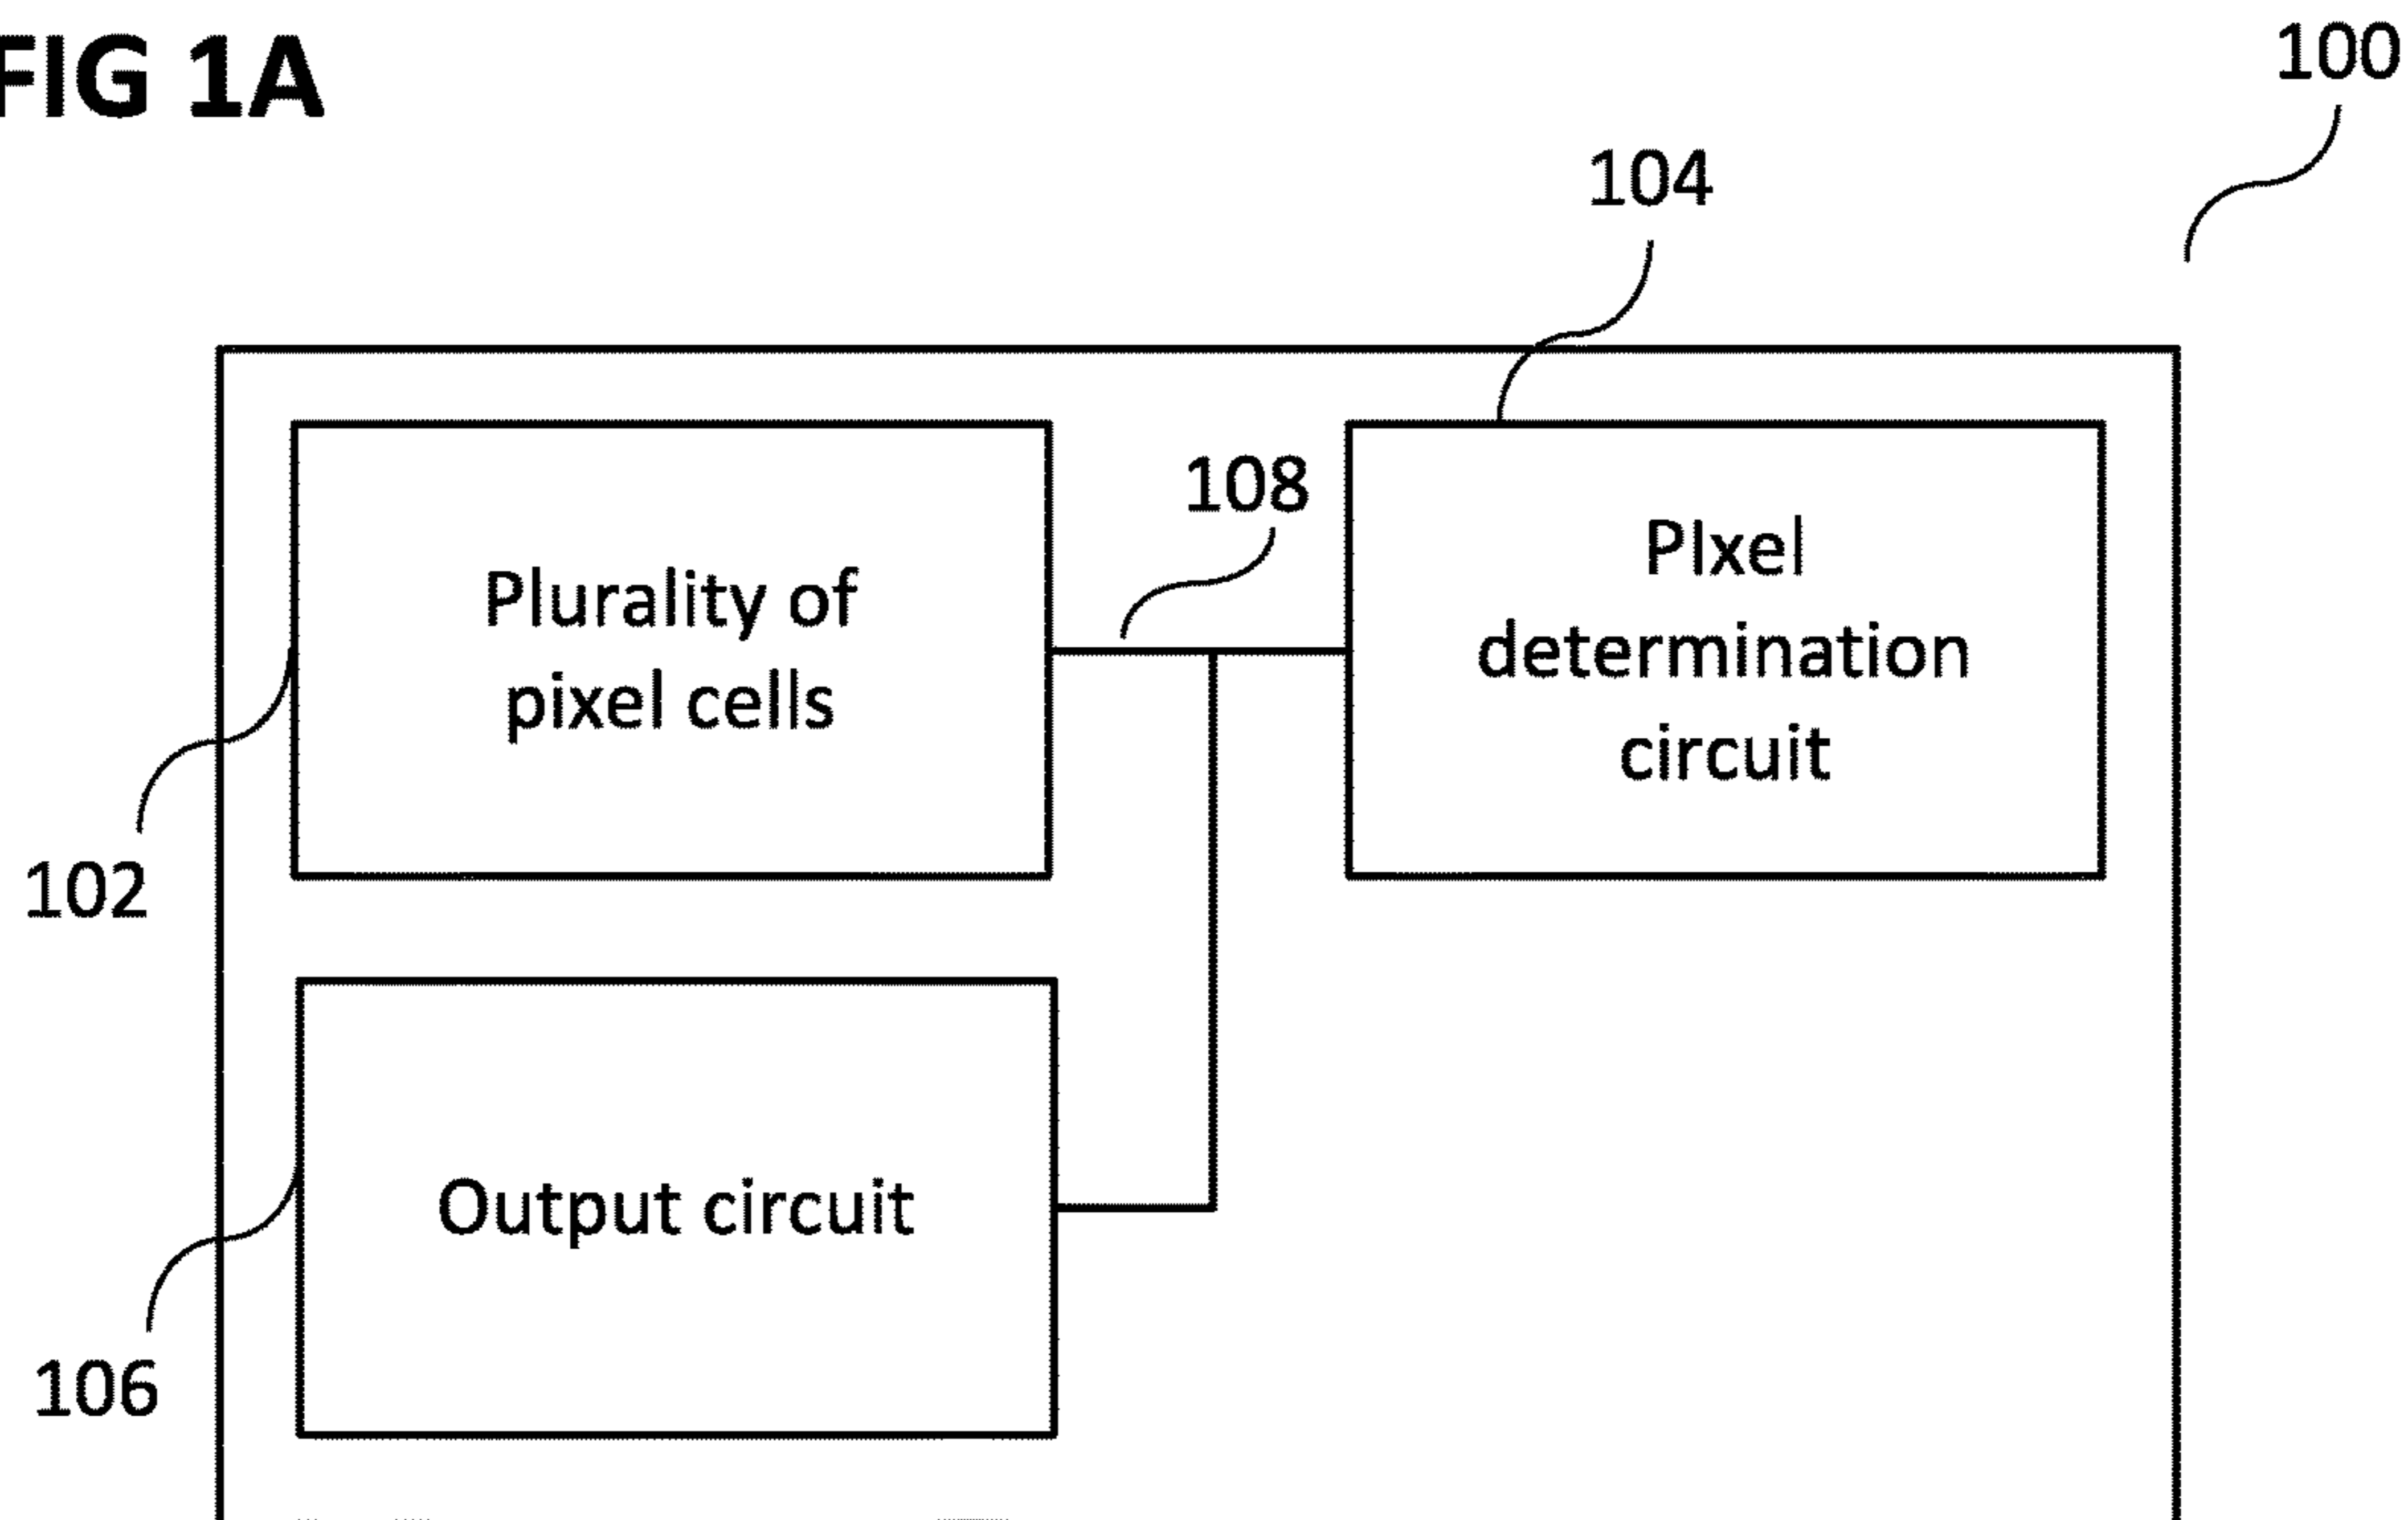 FIG 1A
100
104
108
Plurality of
pixel cells
PIxel
determination
circuit
102
Output circuit
106